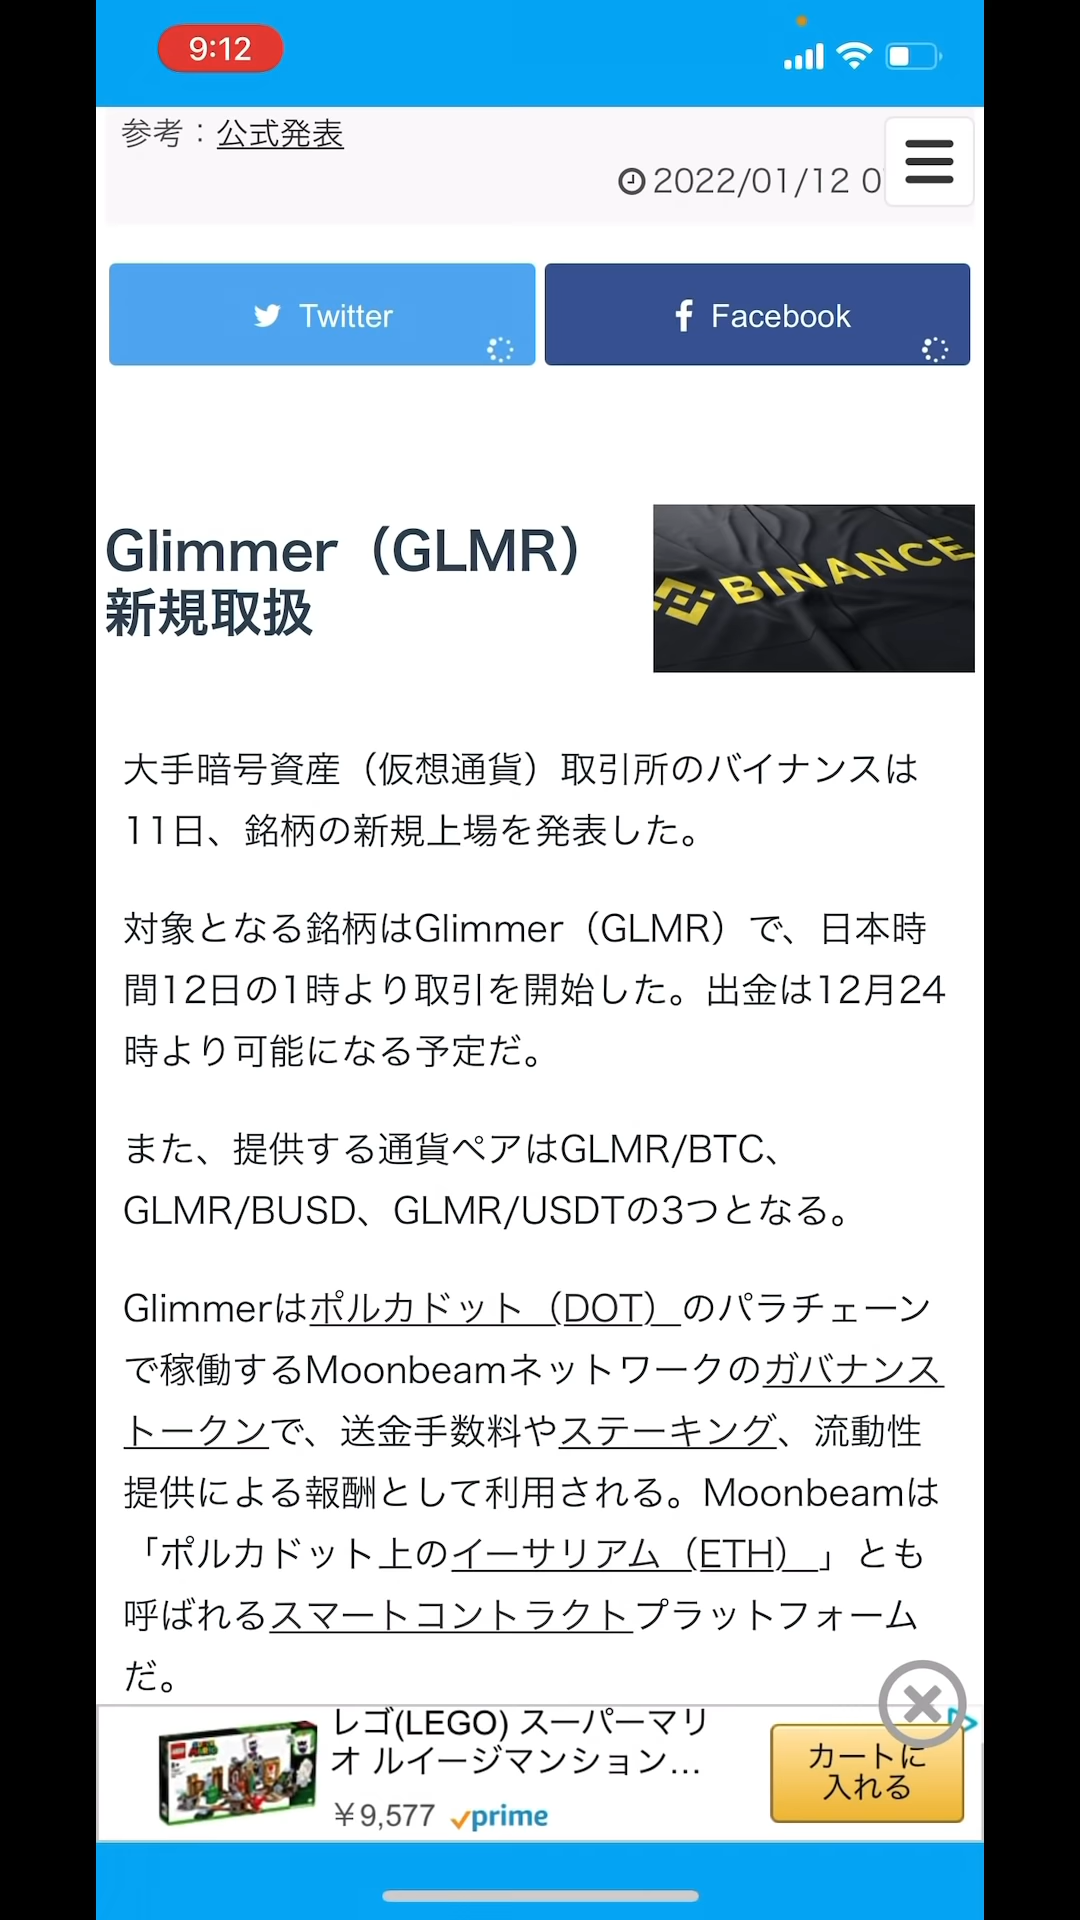 9:12
参考：公式発表
2022/01/12 0
Twitter
Facebook
Glimmer（GLMR）
新規取扱
BINANCE
大手暗号資産（仮想通貨）取引所のバイナンスは
11日、銘柄の新規上場を発表した。
対象となる銘柄はGlimmer（GLMR）で、日本時
間12日の1時より取引を開始した。出金は12月24
時より可能になる予定だ。
また、提供する通貨ペアはGLMR/BTC、
GLMR/BUSD、GLMR/USDTの3つとなる。
Glimmerはポルカドット（DOT）のパラチェーン
で稼働するMoonbeamネットワークのガバナンス
トークンで、送金手数料やステーキング、流動性
提供による報酬として利用される。Moonbeamは
「ポルカドット上のイーサリアム（ETH）」とも
呼ばれるスマートコントラクトプラットフォーム
だ。
レゴ(LEGO) スーパーマリ
オ ルイージマンション...
￥9,577 prime
カートに
入れる